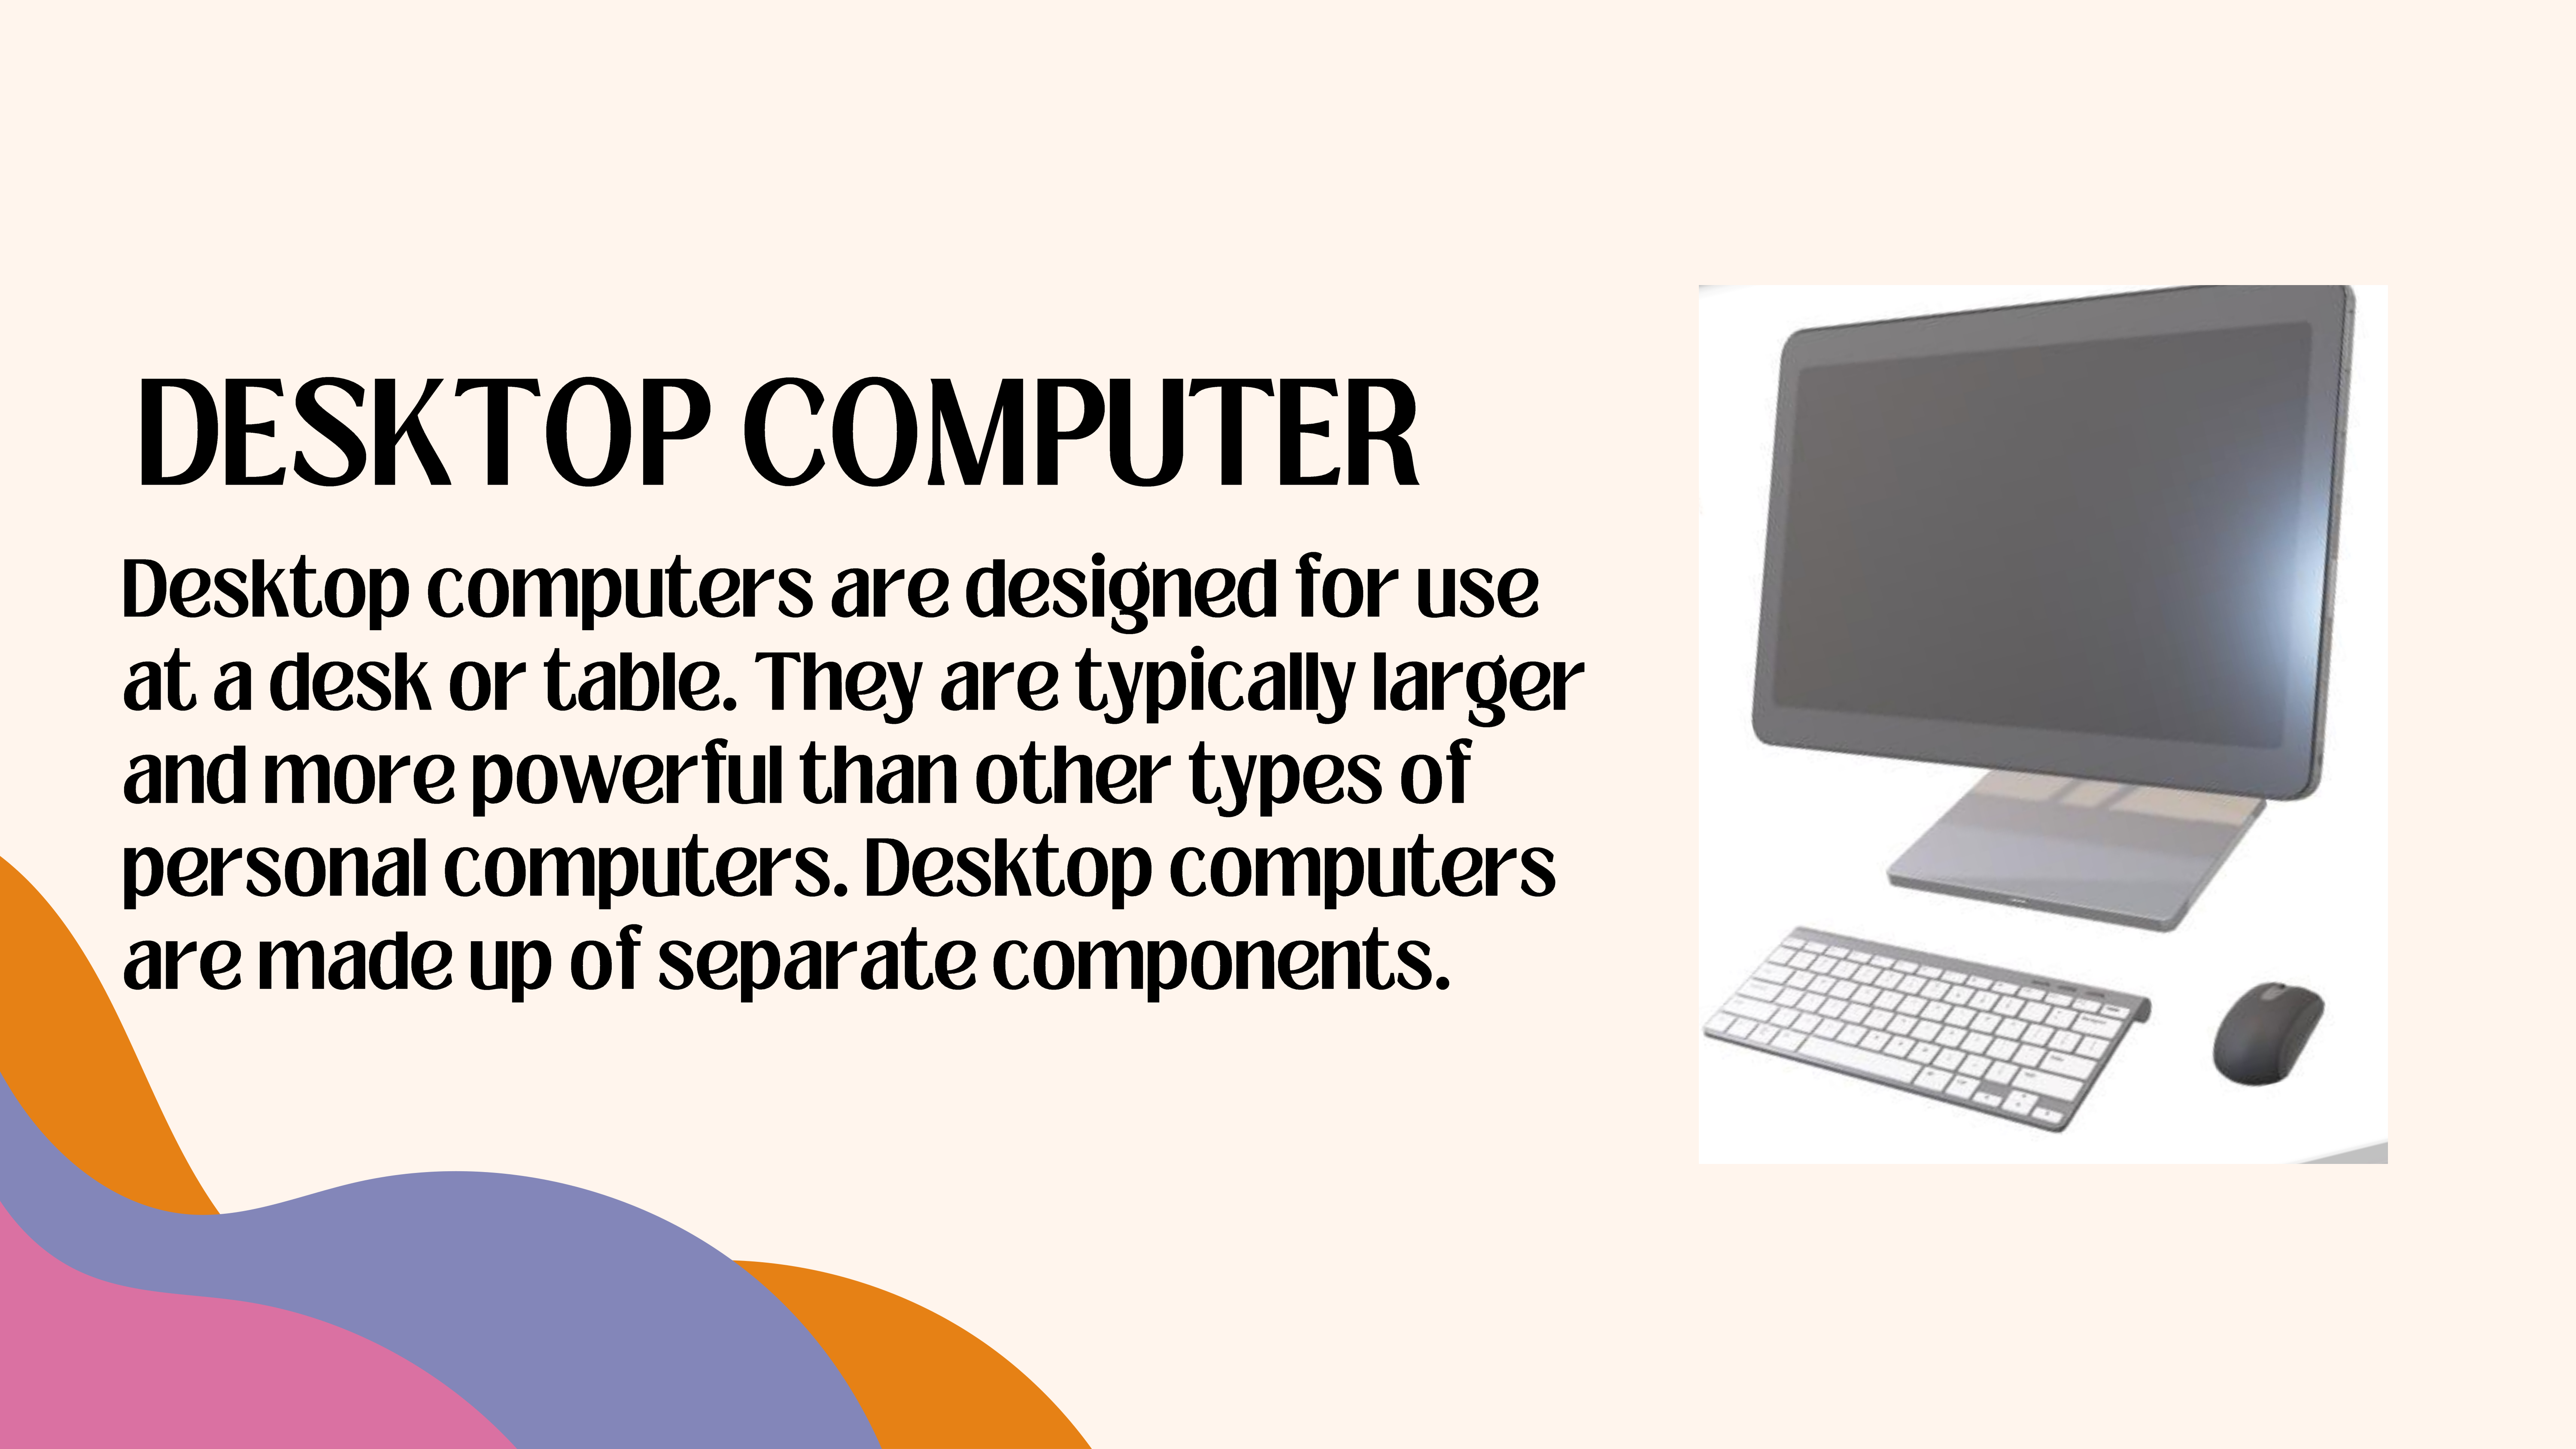 DESKTOP COMPUTER
Desktop computers are designed for use
at a desk or table. They are typically larger
and more powerful than other types of
personal computers. Desktop computers
are made up of separate components.